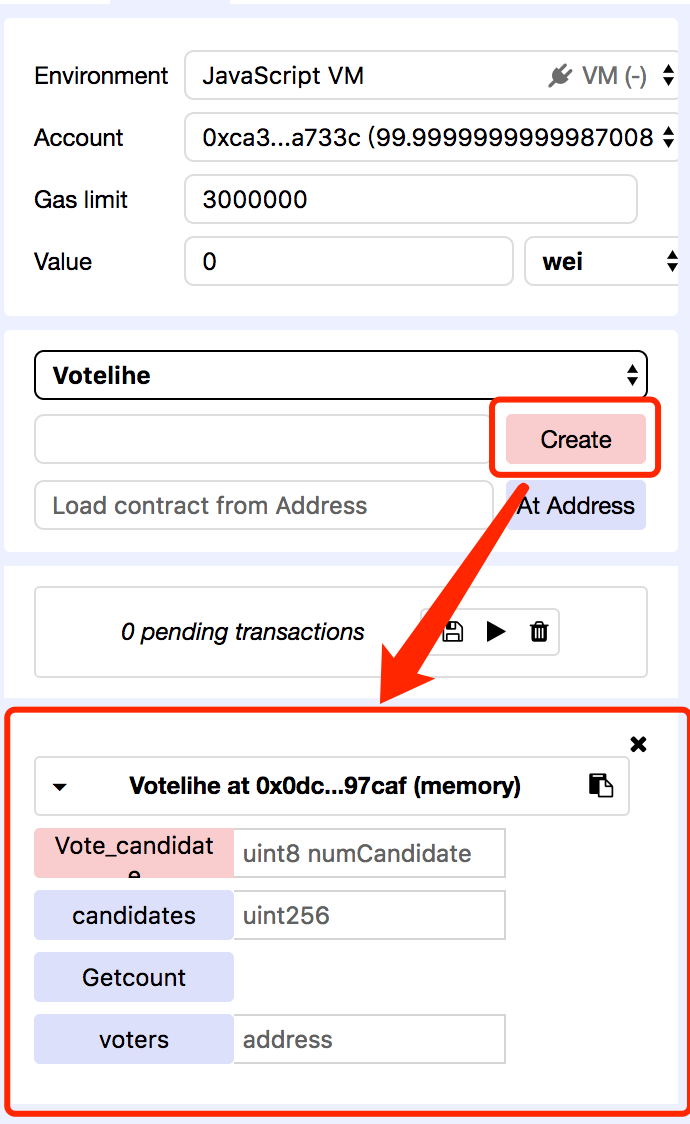 Environment JavaScript VM VM (-)
Account 0xca3...a733c (99.9999999999987008
Gas limit 3000000
Value 0 wei
Votelihe
Create
Load contract from Address At Address
0 pending transactions
Votelihe at 0x0dc...97caf (memory)
Vote_candidat
e
uint8 numCandidate
candidates uint256
Getcount
voters address